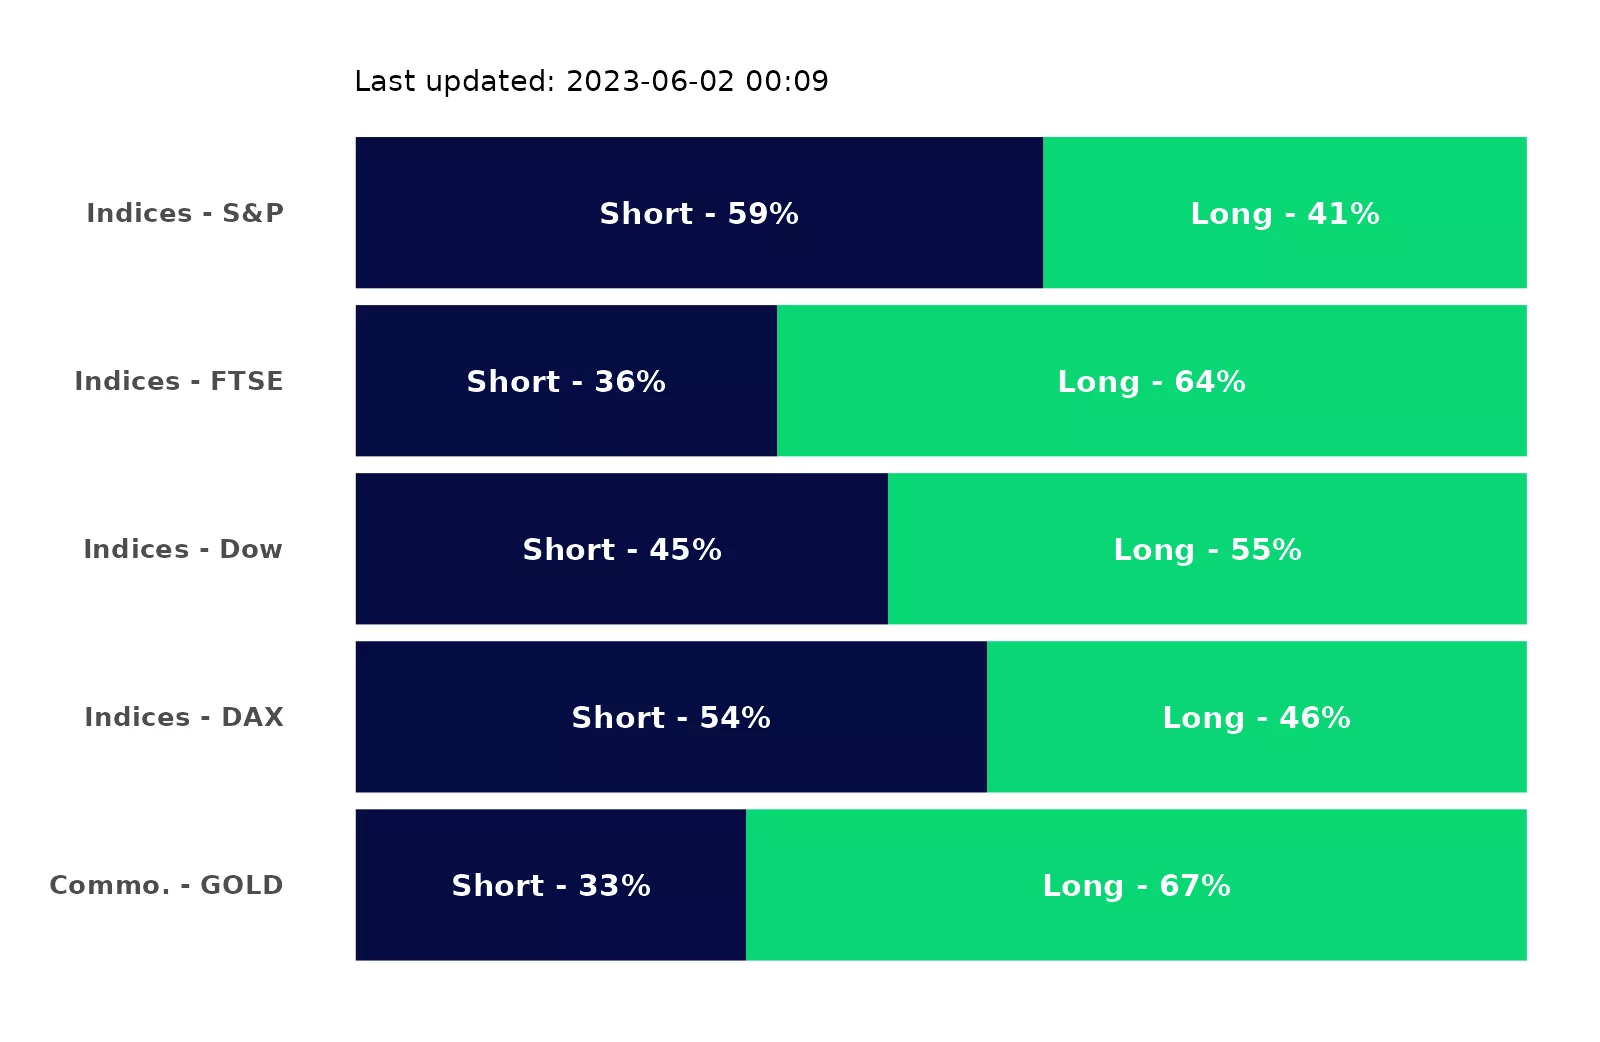 Last updated: 2023-06-02 00:09
Indices - S&P Short - 59% Long - 41%
Indices - FTSE Short - 36% Long - 64%
Indices - Dow Short - 45% Long - 55%
Indices - DAX Short - 54% Long - 46%
Commo. - GOLD Short - 33% Long - 67%